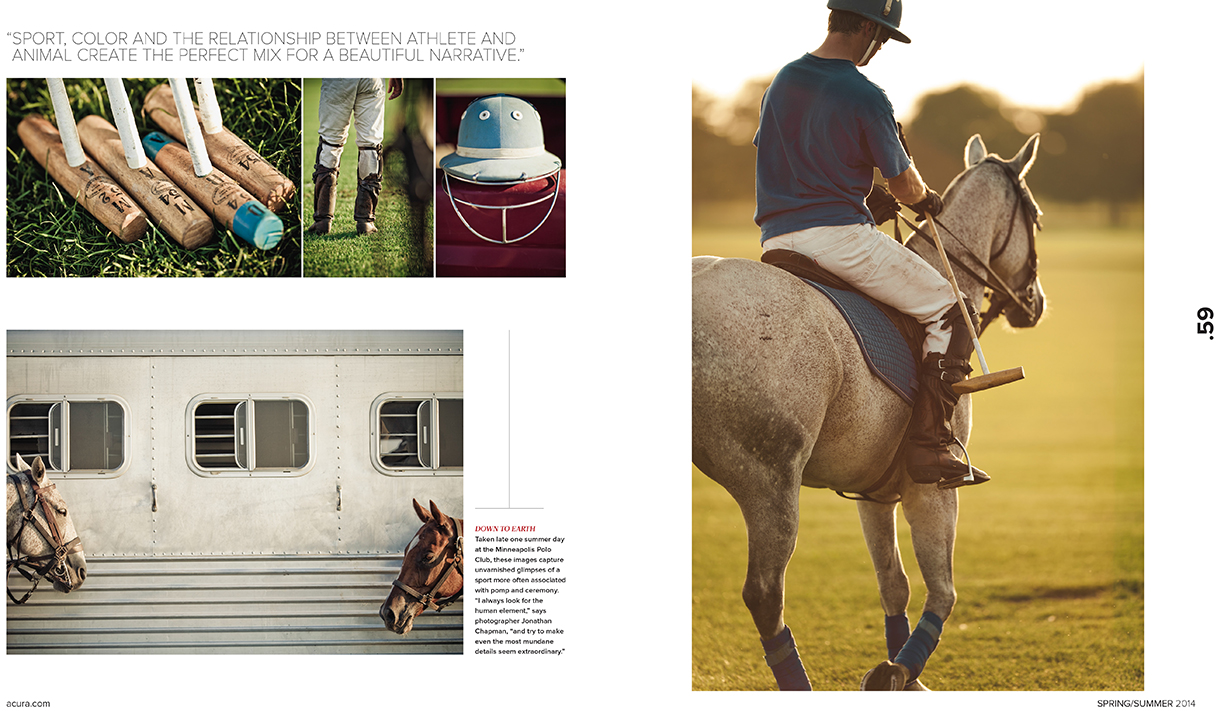 “SPORT, COLOR AND THE RELATIONSHIP BETWEEN ATHLETE AND
ANIMAL CREATE THE PERFECT MIX FOR A BEAUTIFUL NARRATIVE.”
DOWN TO EARTH
Taken late one summer day
at the Minneapolis Polo
Club, these images capture
unvarnished glimpses of a
sport more often associated
with pomp and ceremony.
“I always look for the
human element,” says
photographer Jonathan
Chapman, “and try to make
even the most mundane
details seem extraordinary.”
.59
acura.com
SPRING/SUMMER 2014